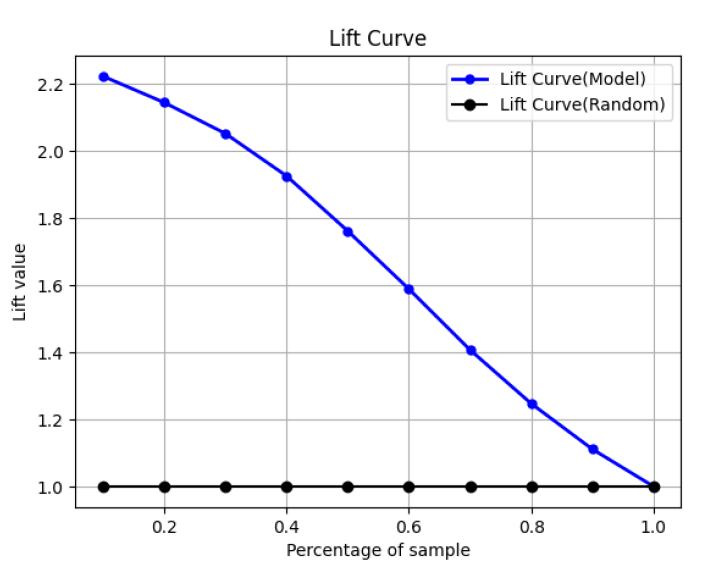 Lift Curve
Lift Curve(Model)
Lift Curve(Random)
2.2
2.0
1.8
1.6
1.4
1.2
1.0
Lift value
0.2 0.4 0.6 0.8 1.0
Percentage of sample